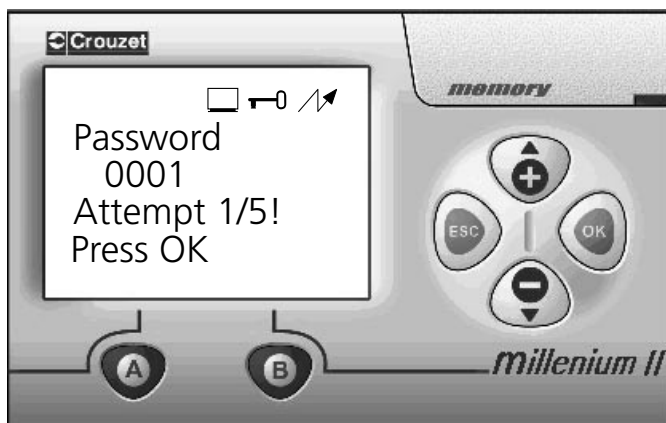 Crouzet
memory
Password
0001
Attempt 1/5!
Press OK
+
ESC
OK
-
A
B
millenium II